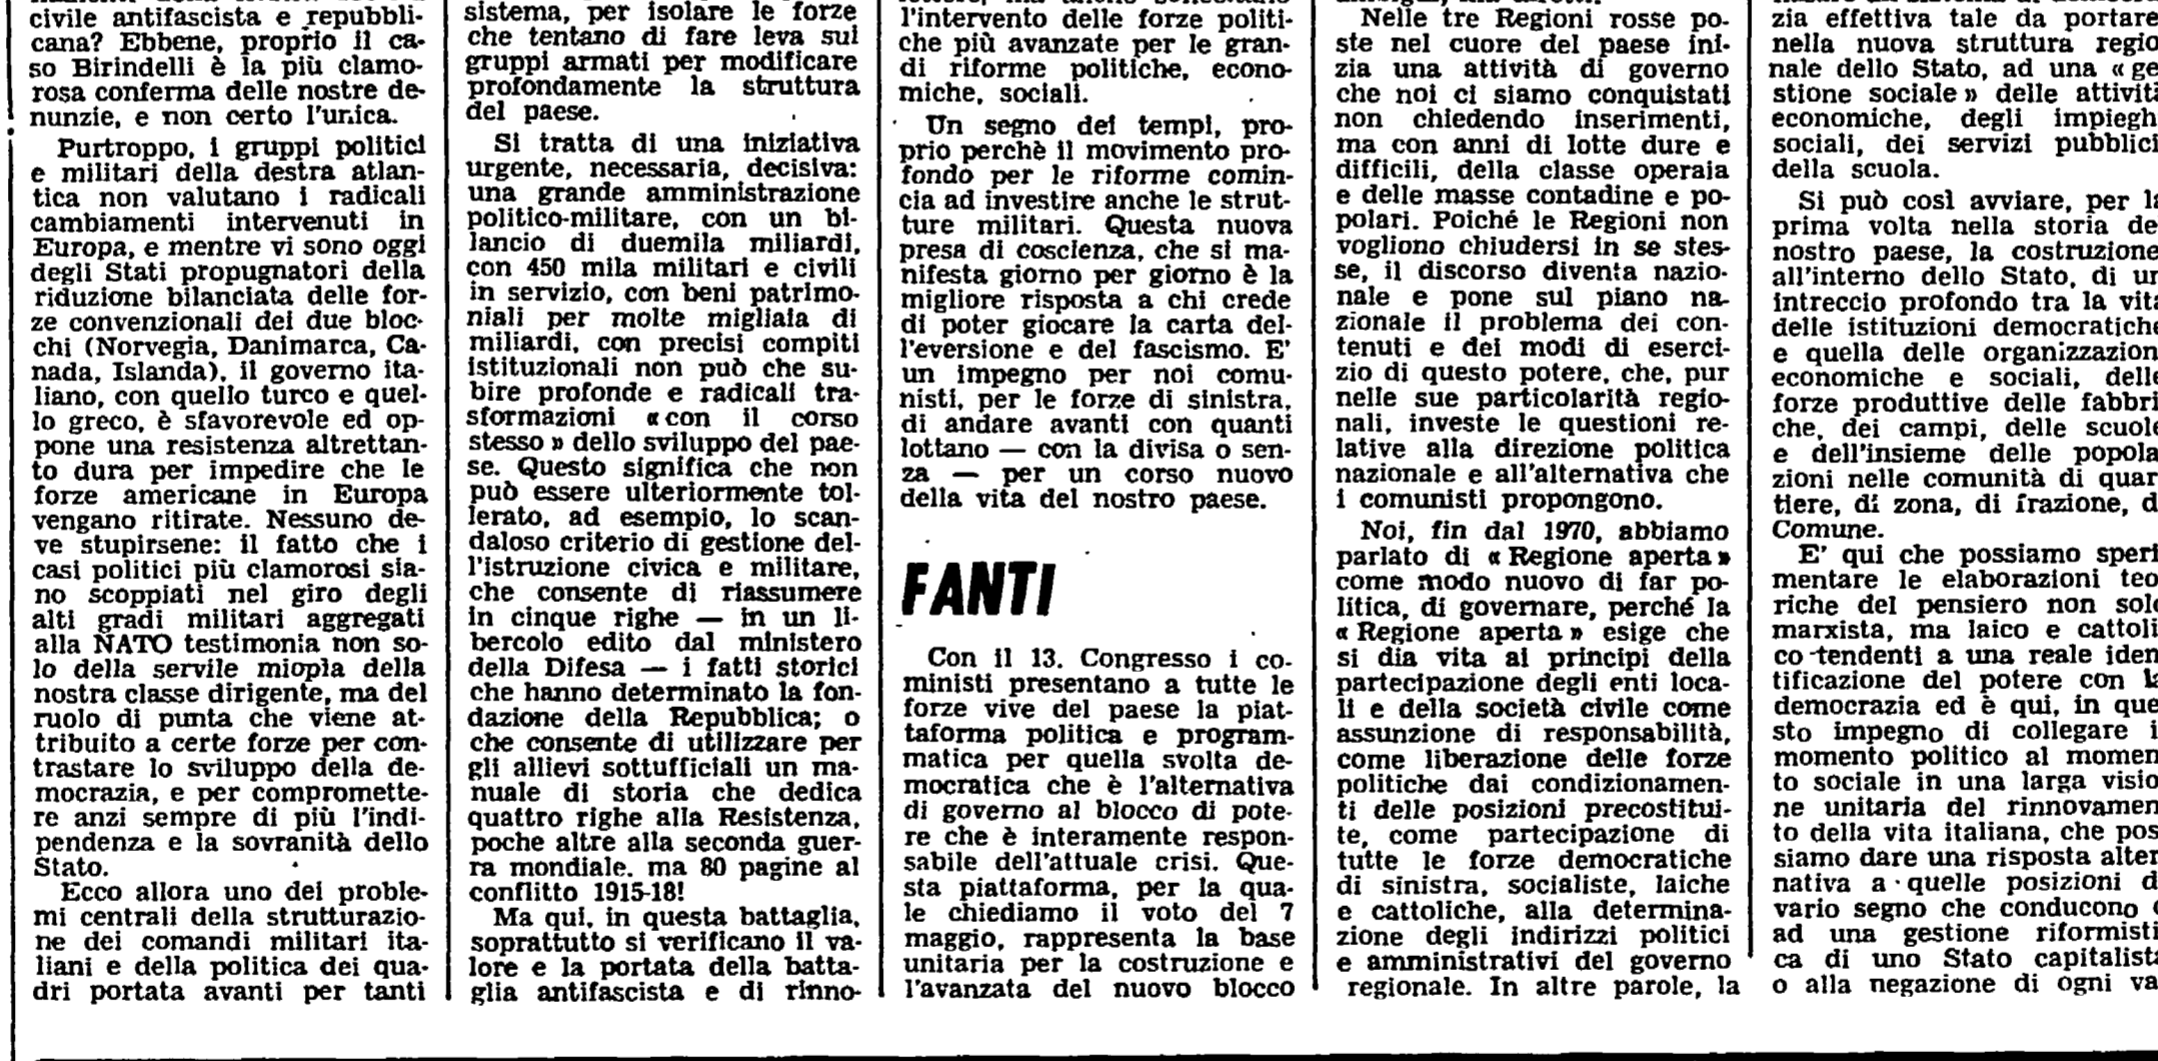 civile antifascista e repubbli-
cana? Ebbene, proprio il ca-
so Birindelli è la più clamo-
rosa conferma delle nostre de-
nunzie, e non certo l'unica.
Purtroppo, i gruppi politici
e militari della destra atlan-
tica non valutano i radicali
cambiamenti intervenuti in
Europa, e mentre vi sono oggi
degli Stati propugnatori della
riduzione bilanciata delle for-
ze convenzionali dei due bloc-
chi (Norvegia, Danimarca, Ca-
nada, Islanda), il governo ita-
liano, con quello turco e quel-
lo greco, è sfavorevole ed op-
pone una resistenza altrettan-
to dura per impedire che le
forze americane in Europa
vengano ritirate. Nessuno de-
ve stupirsene: il fatto che i
casi politici più clamorosi sia-
no scoppiati nel giro degli
alti gradi militari aggregati
alla NATO testimonia non so-
lo della servile miopia della
nostra classe dirigente, ma del
ruolo di punta che viene at-
tribuito a certe forze per con-
trastare lo sviluppo della de-
mocrazia, e per compromette-
re anzi sempre di più l'indi-
pendenza e la sovranità dello
Stato.
Ecco allora uno dei proble-
mi centrali della strutturazio-
ne dei comandi militari ita-
liani e della politica dei qua-
dri portata avanti per tanti
sistema, per isolare le forze
che tentano di fare leva sui
gruppi armati per modificare
profondamente la struttura
del paese.
Si tratta di una iniziativa
urgente, necessaria, decisiva:
una grande amministrazione
politico-militare, con un bi-
lancio di duemila miliardi,
con 450 mila militari e civili
in servizio, con beni patrimo-
niali per molte migliaia di
miliardi, con precisi compiti
istituzionali non può che su-
bire profonde e radicali tra-
sformazioni « con il corso
stesso » dello sviluppo del pae-
se. Questo significa che non
può essere ulteriormente tol-
lerato, ad esempio, lo scan-
daloso criterio di gestione del-
l'istruzione civica e militare,
che consente di riassumere
in cinque righe — in un li-
bercolo edito dal ministero
della Difesa — i fatti storici
che hanno determinato la fon-
dazione della Repubblica; o
che consente di utilizzare per
gli allievi sottufficiali un ma-
nuale di storia che dedica
quattro righe alla Resistenza,
poche altre alla seconda guer-
ra mondiale, ma 80 pagine al
conflitto 1915-18!
Ma qui, in questa battaglia,
soprattutto si verificano il va-
lore e la portata della batta-
glia antifascista e di rinno-
l'intervento delle forze politi-
che più avanzate per le gran-
di riforme politiche, econo-
miche, sociali.
Un segno dei tempi, pro-
prio perchè il movimento pro-
fondo per le riforme comin-
cia ad investire anche le strut-
ture militari. Questa nuova
presa di coscienza, che si ma-
nifesta giorno per giorno è la
migliore risposta a chi crede
di poter giocare la carta del-
l'eversione e del fascismo. E'
un impegno per noi comu-
nisti, per le forze di sinistra,
di andare avanti con quanti
lottano — con la divisa o sen-
za — per un corso nuovo
della vita del nostro paese.
FANTI
Con il 13. Congresso i co-
munisti presentano a tutte le
forze vive del paese la piat-
taforma politica e program-
matica per quella svolta de-
mocratica che è l'alternativa
di governo al blocco di pote-
re che è interamente respon-
sabile dell'attuale crisi. Que-
sta piattaforma, per la qua-
le chiediamo il voto del 7
maggio, rappresenta la base
unitaria per la costruzione e
l'avanzata del nuovo blocco
Nelle tre Regioni rosse po-
ste nel cuore del paese ini-
zia una attività di governo
che noi ci siamo conquistati
non chiedendo inserimenti,
ma con anni di lotte dure e
difficili, della classe operaia
e delle masse contadine e po-
polari. Poiché le Regioni non
vogliono chiudersi in se stes-
se, il discorso diventa nazio-
nale e pone sul piano na-
zionale il problema dei con-
tenuti e dei modi di eserci-
zio di questo potere, che, pur
nelle sue particolarità regio-
nali, investe le questioni re-
lative alla direzione politica
nazionale e all'alternativa che
i comunisti propongono.
Noi, fin dal 1970, abbiamo
parlato di « Regione aperta »
come modo nuovo di far po-
litica, di governare, perché la
« Regione aperta » esige che
si dia vita ai principi della
partecipazione degli enti loca-
li e della società civile come
assunzione di responsabilità,
come liberazione delle forze
politiche dai condizionamen-
ti delle posizioni precostitui-
te, come partecipazione di
tutte le forze democratiche
di sinistra, socialiste, laiche
e cattoliche, alla determina-
zione degli indirizzi politici
e amministrativi del governo
regionale. In altre parole, la
zia effettiva tale da portare
nella nuova struttura regio
nale dello Stato, ad una « ge
stione sociale » delle attivit
economiche, degli impiegh
sociali, dei servizi pubblici
della scuola.
Si può così avviare, per la
prima volta nella storia de
nostro paese, la costruzione
all'interno dello Stato, di un
intreccio profondo tra la vita
delle istituzioni democratiche
e quella delle organizzazion
economiche e sociali, delle
forze produttive delle fabbri
che, dei campi, delle scuole
e dell'insieme delle popola
zioni nelle comunità di quar
tiere, di zona, di frazione, d
Comune.
E' qui che possiamo speri
mentare le elaborazioni teo
riche del pensiero non solo
marxista, ma laico e cattoli
co tendenti a una reale iden
tificazione del potere con la
democrazia ed è qui, in que
sto impegno di collegare i
momento politico al momen
to sociale in una larga visio
ne unitaria del rinnovamen
to della vita italiana, che pos
siamo dare una risposta alter
nativa a quelle posizioni d
vario segno che conducono o
ad una gestione riformisti
ca di uno Stato capitalista
o alla negazione di ogni va